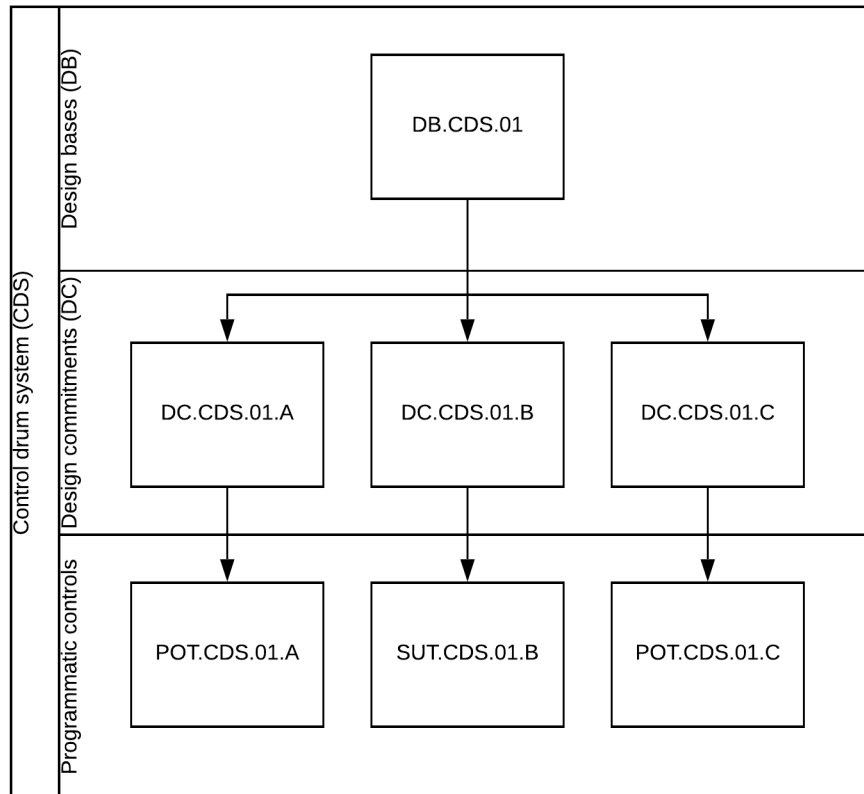 Control drum system (CDS)
Design bases (DB)
DB.CDS.01
Design commitments (DC)
DC.CDS.01.A
DC.CDS.01.B
DC.CDS.01.C
Programmatic controls
POT.CDS.01.A
SUT.CDS.01.B
POT.CDS.01.C